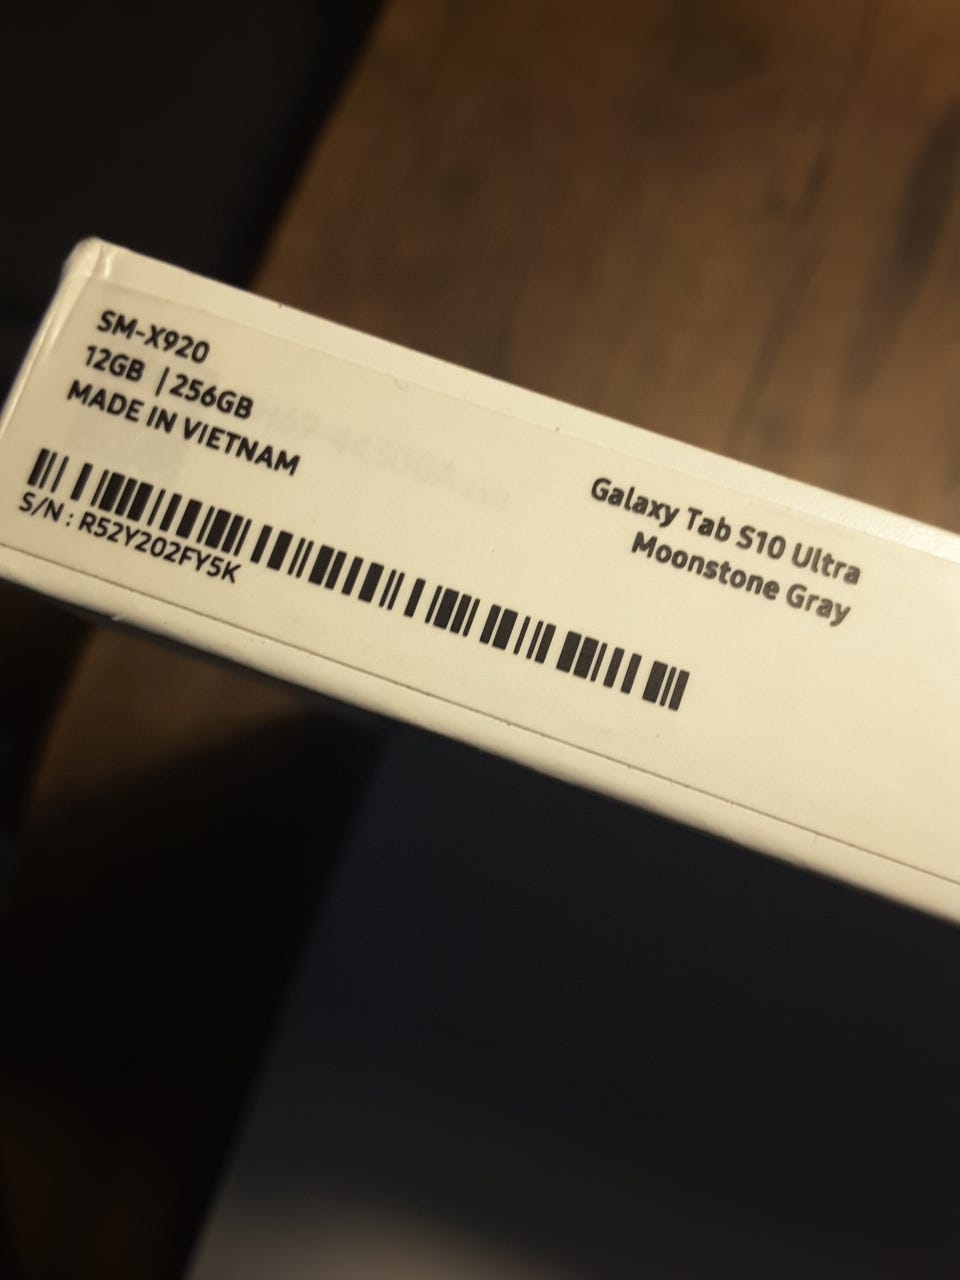 SM-X920
12GB | 256GB
MADE IN VIETNAM
S/N : R52Y202FY5K
Galaxy Tab S10 Ultra
Moonstone Gray